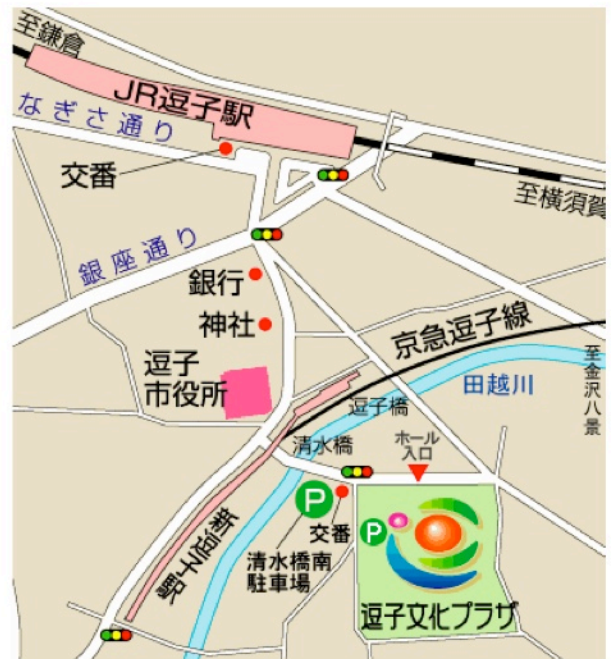 至鎌倉
JR逗子駅
なぎさ通り
交番
至横須賀
銀座通り
銀行
神社
京急逗子線
逗子
市役所
至金沢八景
田越川
逗子橋
清水橋
ホール
入口
P
新逗子駅
交番
清水橋南
駐車場
P
逗子文化プラザ